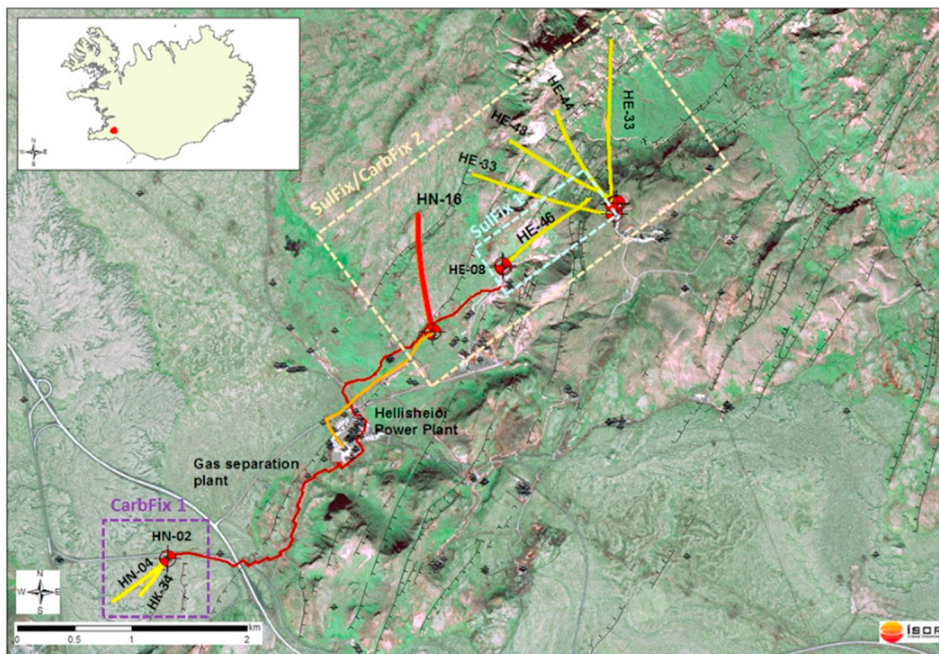 N
W E
S
HE-33
HE-44
HE-48
HE-33
SulFix/CarbFix 2
HN-16
SulFix 1
HE-46
HE-08
Hellisheiði
Power Plant
Gas separation
plant
CarbFix 1
HN-02
HN-04
HK-34
N
W E
S
km
0 0.5 1 2
ísor